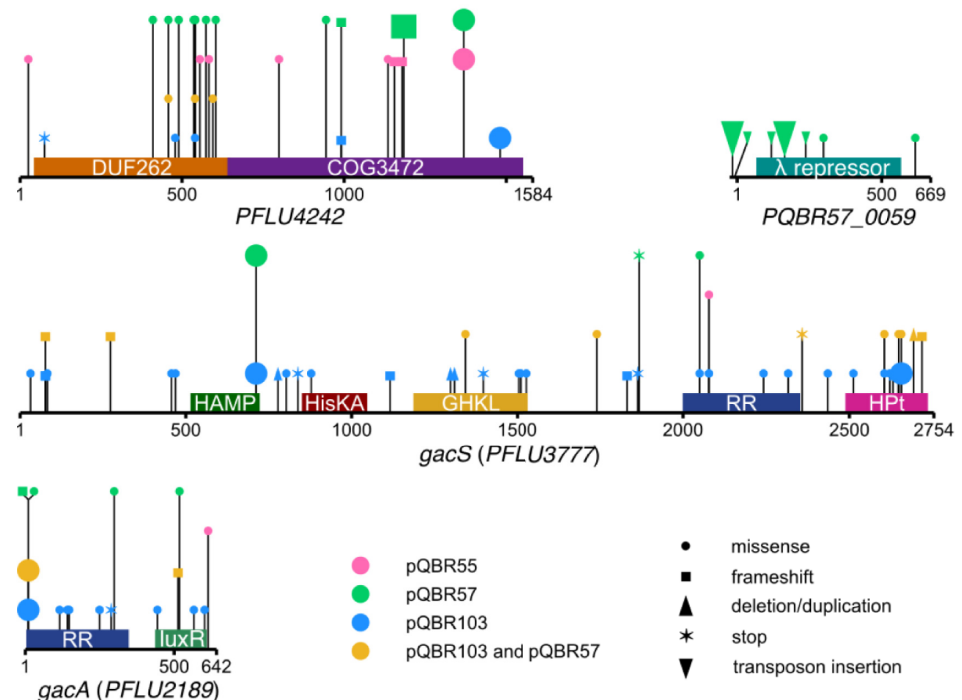 DUF262 COG3472
1 500 1000 1584
PFLU4242
λ repressor
1 500 669
PQBR57_0059
HAMP HisKA GHKL RR HPt
1 500 1000 1500 2000 2500 2754
gacS (PFLU3777)
RR luxR
1 500 642
gacA (PFLU2189)
pQBR55
pQBR57
pQBR103
pQBR103 and pQBR57
missense
frameshift
deletion/duplication
stop
transposon insertion